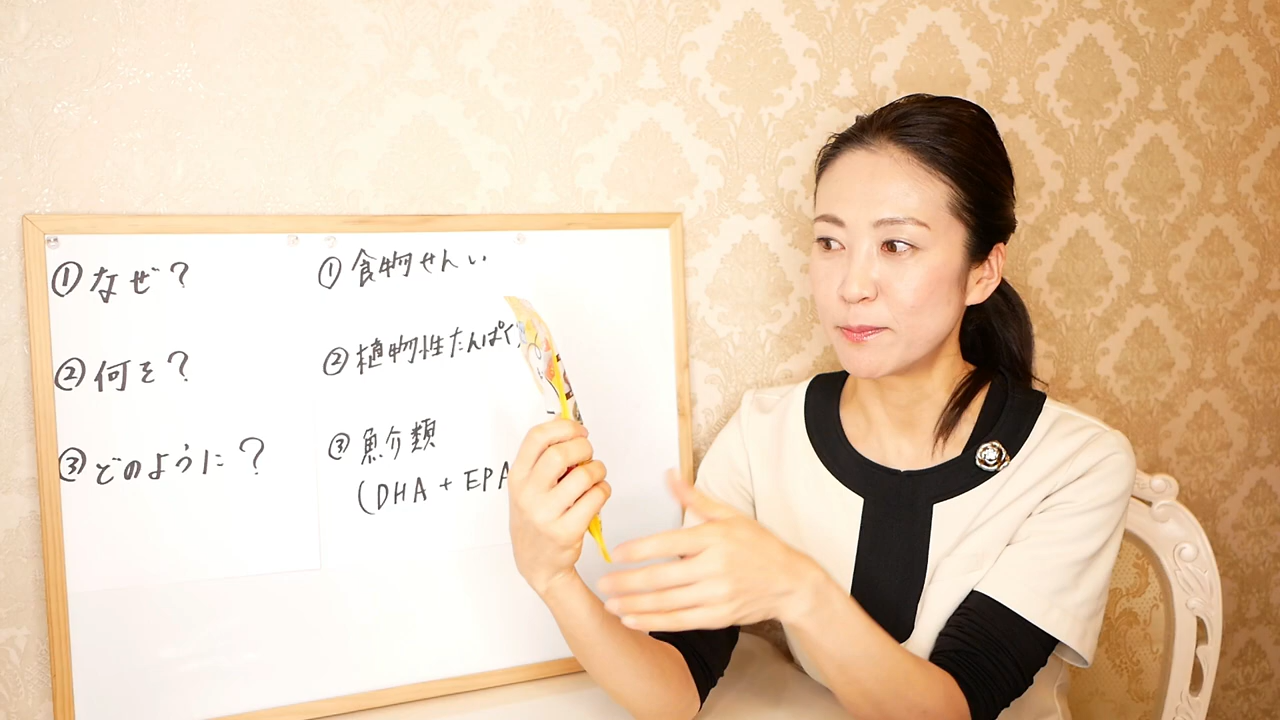 ①なぜ?
②何を?
③どのように?
①食物せんい
②植物性たんぱく
③魚介類
(DHA + EPA